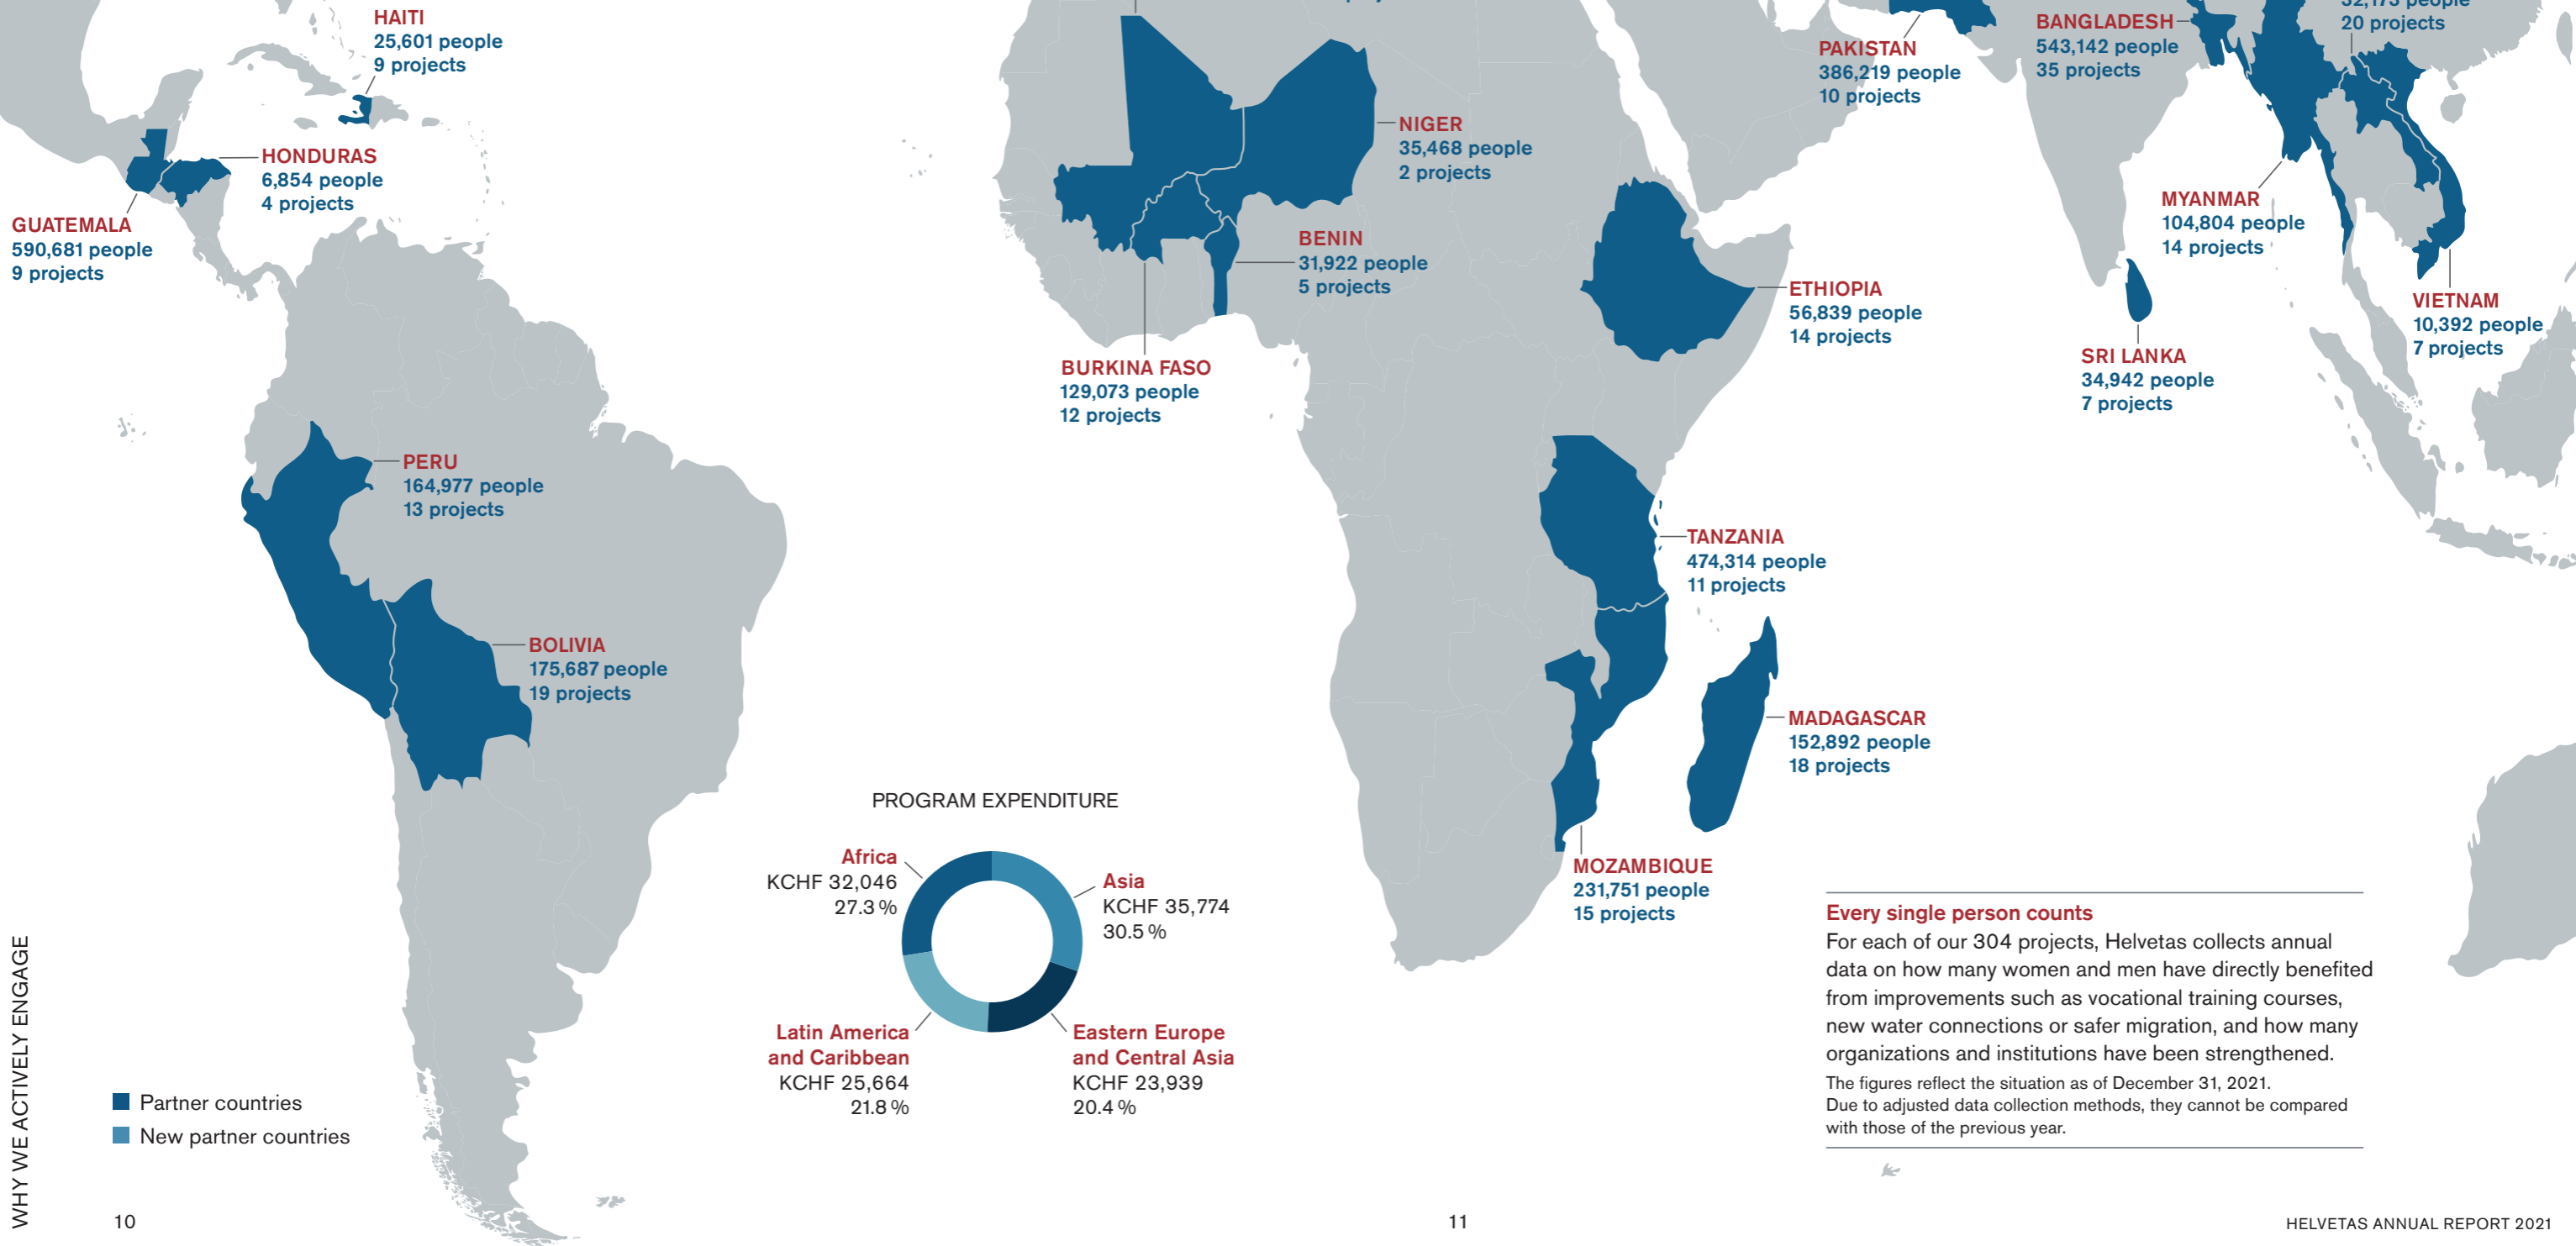 HAITI
25,601 people
9 projects
HONDURAS
6,854 people
4 projects
GUATEMALA
590,681 people
9 projects
PERU
164,977 people
13 projects
BOLIVIA
175,687 people
19 projects
NIGER
35,468 people
2 projects
BENIN
31,922 people
5 projects
BURKINA FASO
129,073 people
12 projects
ETHIOPIA
56,839 people
14 projects
TANZANIA
474,314 people
11 projects
MADAGASCAR
152,892 people
18 projects
MOZAMBIQUE
231,751 people
15 projects
PAKISTAN
386,219 people
10 projects
BANGLADESH
543,142 people
35 projects
20 projects
MYANMAR
104,804 people
14 projects
VIETNAM
10,392 people
7 projects
SRI LANKA
34,942 people
7 projects
PROGRAM EXPENDITURE
Africa
KCHF 32,046
27.3 %
Asia
KCHF 35,774
30.5 %
Latin America
and Caribbean
KCHF 25,664
21.8 %
Eastern Europe
and Central Asia
KCHF 23,939
20.4 %
Partner countries
New partner countries
Every single person counts
For each of our 304 projects, Helvetas collects annual
data on how many women and men have directly benefited
from improvements such as vocational training courses,
new water connections or safer migration, and how many
organizations and institutions have been strengthened.
The figures reflect the situation as of December 31, 2021.
Due to adjusted data collection methods, they cannot be compared
with those of the previous year.
WHY WE ACTIVELY ENGAGE
10
11
HELVETAS ANNUAL REPORT 2021